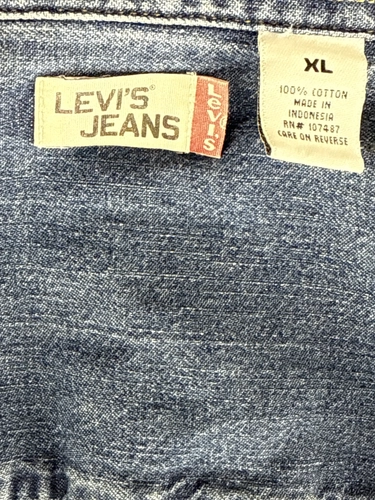 LEVI'S®
JEANS
Levi's
XL
100% COTTON
MADE IN
INDONESIA
RN# 107487
CARE ON REVERSE